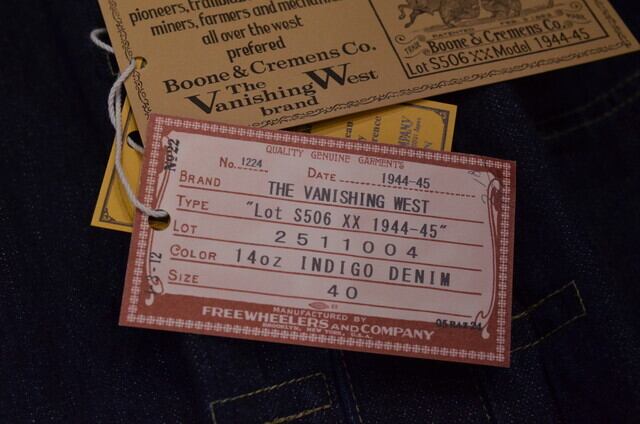 pioneers,
miners, farmers and
all over the west
prefered
Boone & Cremens Co.
The
Vanishing West
brand
Boone & Cremens Co.
Lot S506 XX Model 1944-45
Nº22
QUALITY GENUINE GARMENTS
No. 1224 DATE 1944-45
BRAND THE VANISHING WEST
TYPE "Lot S506 XX 1944-45"
LOT 2511004
COLOR 14oz INDIGO DENIM
SIZE 40
MANUFACTURED BY
FREEWHEELERS AND COMPANY
BROOKLYN, NEW YORK, U.S.A.